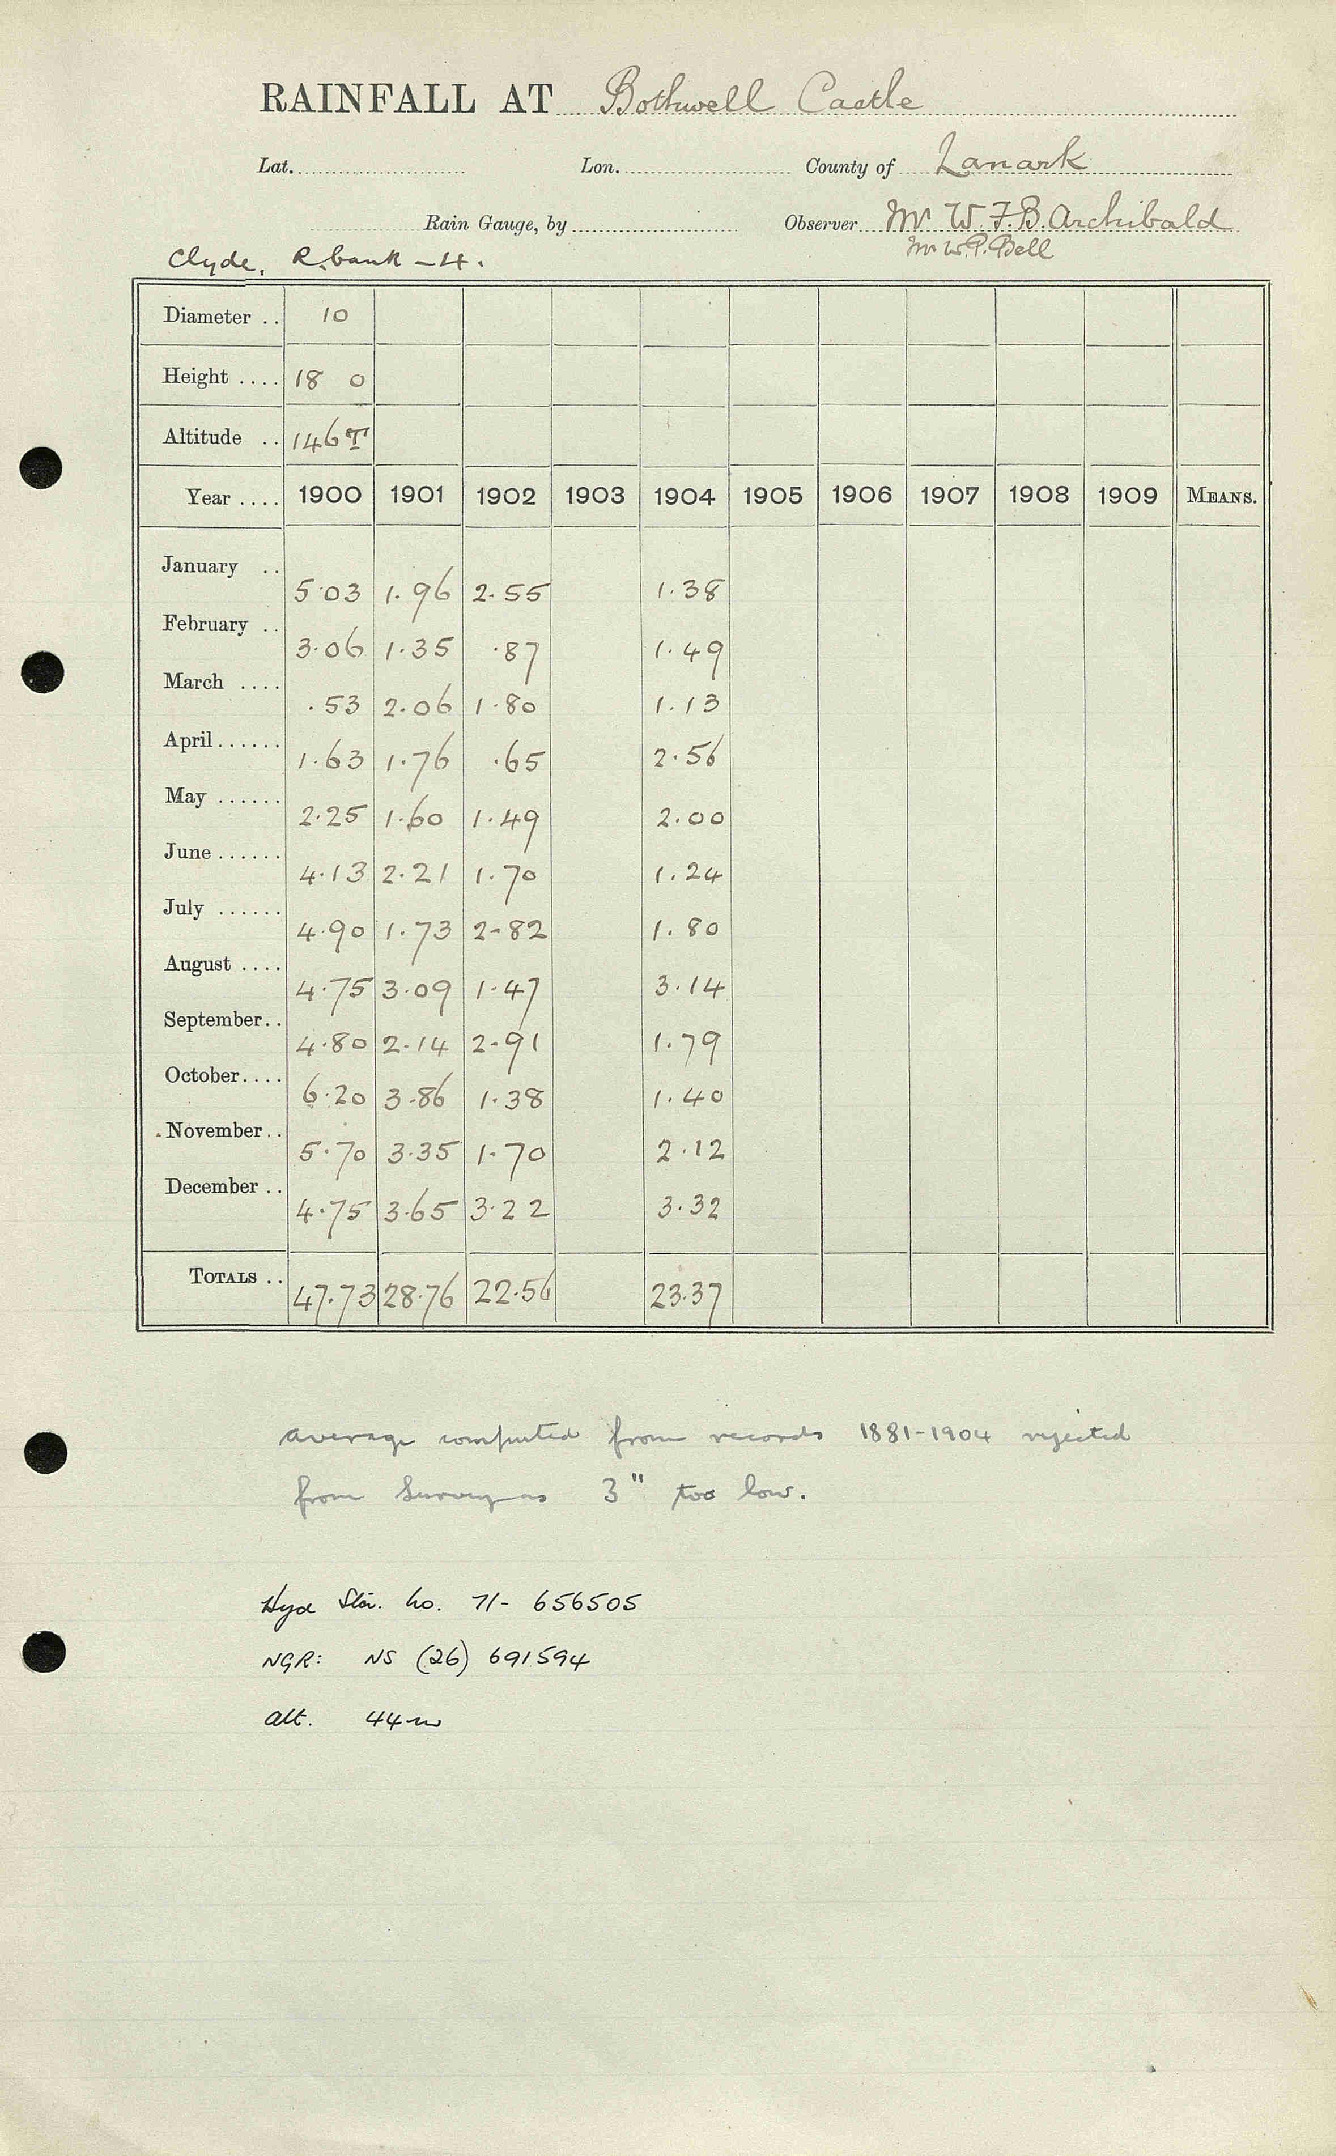 RAINFALL AT Bothwell Castle
Lat. Lon. County of Lanark
Rain Gauge, by Observer Mr W.F.B. Archibald
Mr W.P. Bell
Clyde, R. bank - 4.
Diameter .. 10
Height .... 18 0
Altitude .. 146 T
Year .... 1900 1901 1902 1903 1904 1905 1906 1907 1908 1909 MEANS.
January .. 5.03 1.96 2.55 1.38
February .. 3.06 1.35 .87 1.49
March .... .53 2.06 1.80 1.13
April...... 1.63 1.76 .65 2.56
May ...... 2.25 1.60 1.49 2.00
June...... 4.13 2.21 1.70 1.24
July ...... 4.90 1.73 2.82 1.80
August .... 4.75 3.09 1.47 3.14
September.. 4.80 2.14 2.91 1.79
October.... 6.20 3.86 1.38 1.40
November.. 5.70 3.35 1.70 2.12
December .. 4.75 3.65 3.22 3.32
TOTALS .. 47.73 28.76 22.56 23.37
average computed from records 1881-1904 rejected
from Survey as 3" too low.
Hyd Stn. No. 71- 656505
NGR: NS (26) 691594
alt. 44m